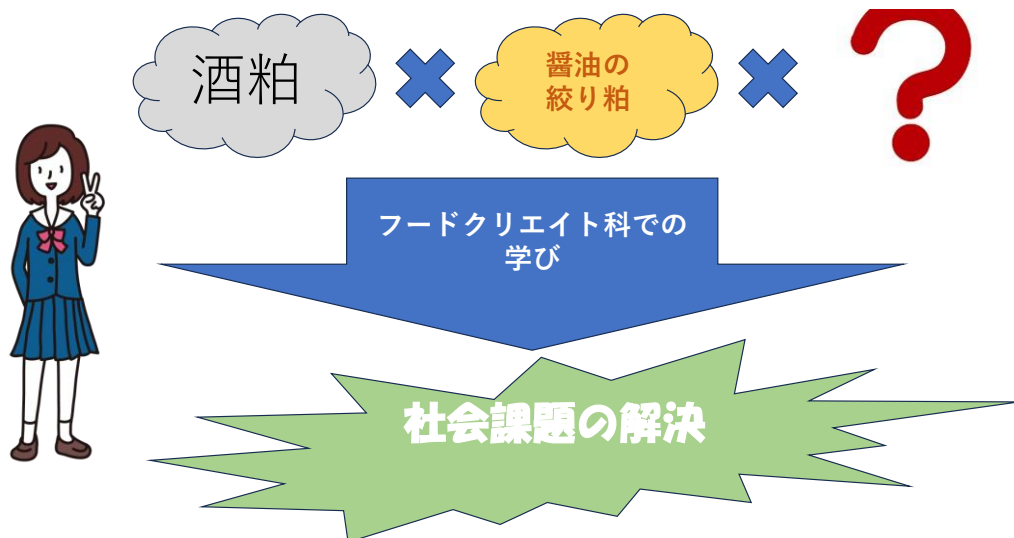 酒粕
醤油の
絞り粕
フードクリエイト科での
学び
社会課題の解決